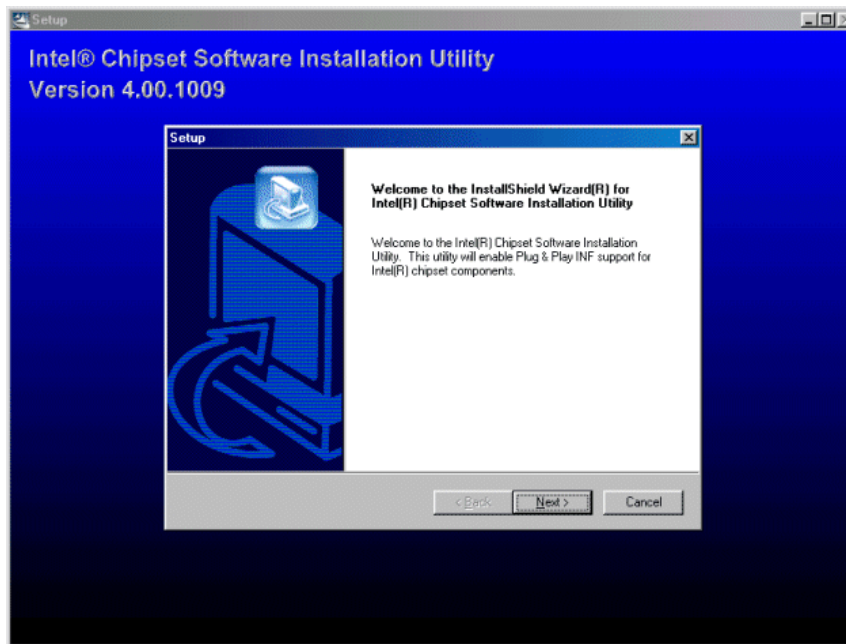 Setup
Intel® Chipset Software Installation Utility
Version 4.00.1009
Setup
Welcome to the InstallShield Wizard(R) for
Intel(R) Chipset Software Installation Utility
Welcome to the Intel(R) Chipset Software Installation
Utility. This utility will enable Plug & Play INF support for
Intel(R) chipset components.
< Back
Next >
Cancel